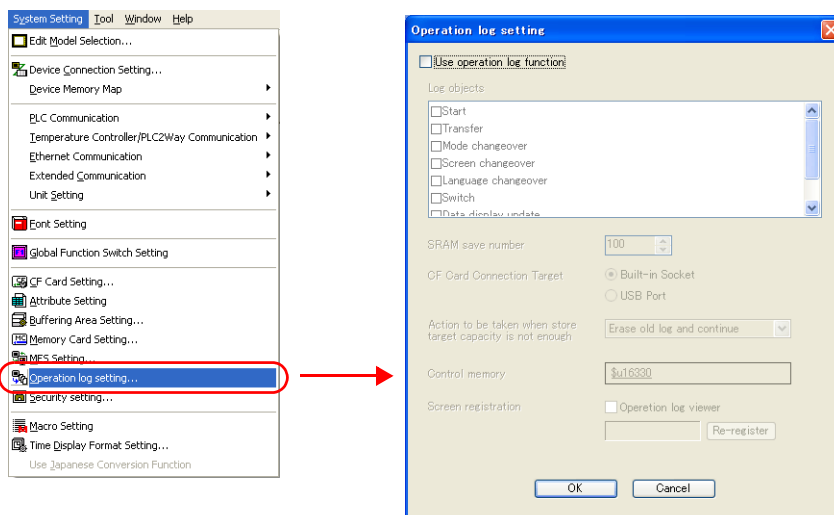 System Setting Tool Window Help
Edit Model Selection...
Device Connection Setting...
Device Memory Map
PLC Communication
Temperature Controller/PLC2Way Communication
Ethernet Communication
Extended Communication
Unit Setting
Font Setting
Global Function Switch Setting
CF Card Setting...
Attribute Setting
Buffering Area Setting...
Memory Card Setting...
MES Setting...
Operation log setting...
Security setting...
Macro Setting
Time Display Format Setting...
Use Japanese Conversion Function
Operation log setting
Use operation log function
Log objects
Start
Transfer
Mode changeover
Screen changeover
Language changeover
Switch
Data display update
SRAM save number 100
CF Card Connection Target Built-in Socket
USB Port
Action to be taken when store
target capacity is not enough Erase old log and continue
Control memory $u16330
Screen registration Operation log viewer
Re-register
OK Cancel